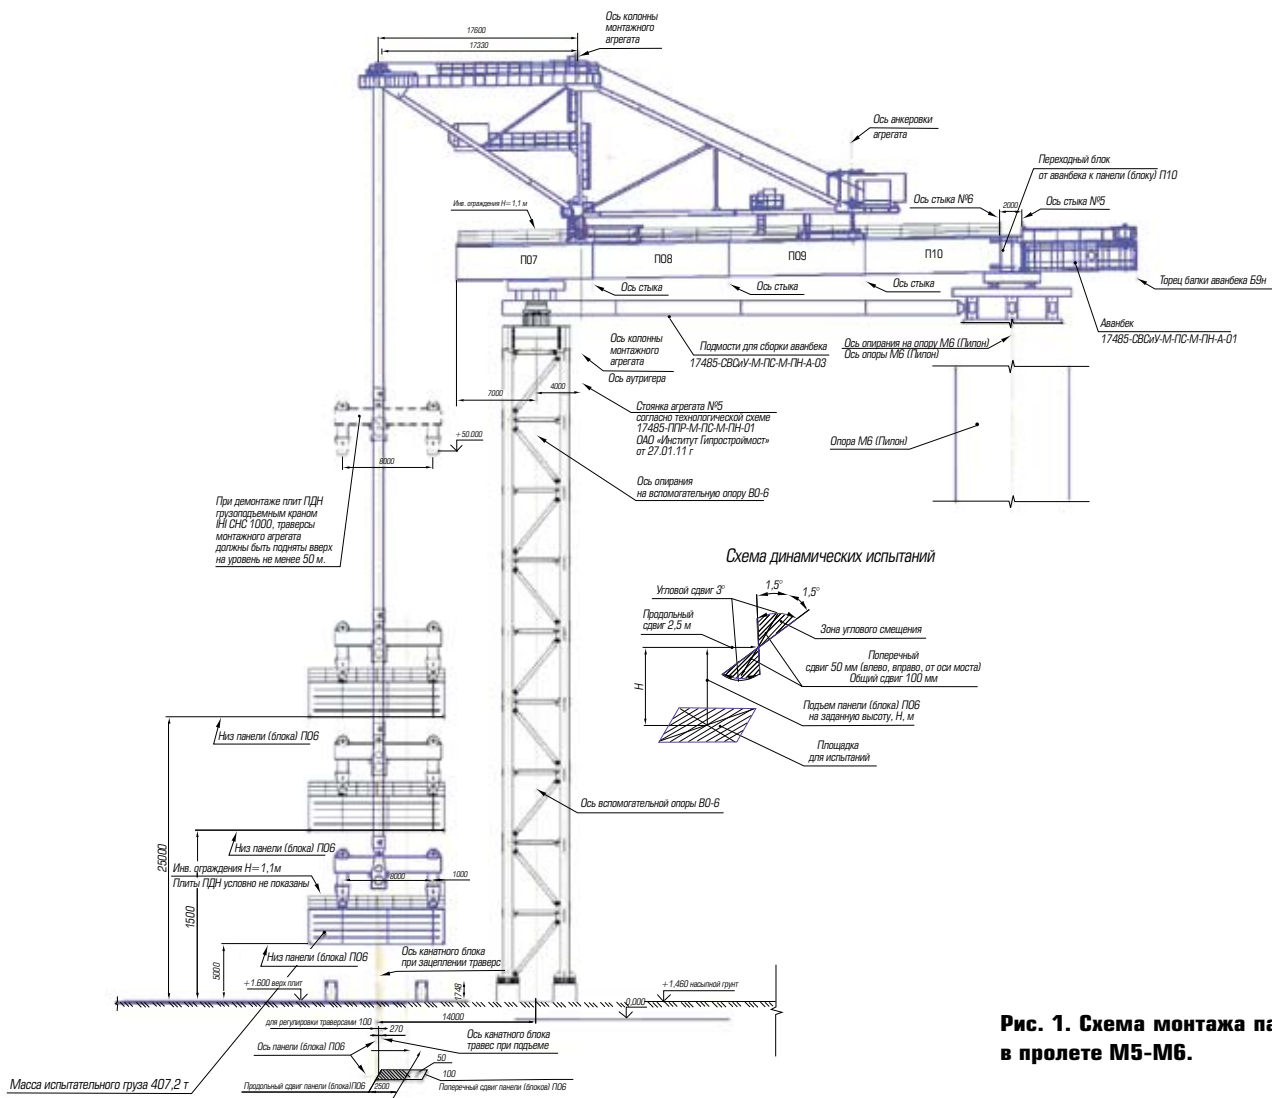 Ось колонны
монтажного
агрегата
17600
17330
Ось анкеровки
агрегата
Переходный блок
от аванбека к панели (блоку) П10
Ось стыка №6
2000
Ось стыка №5
Инв. ограждения Н=1,1 м
П07
П08
П09
П10
Ось стыка
Ось стыка
Ось стыка
Торец балки аванбека Б9н
Аванбек
17485-СВСиУ-М-ПС-М-ПН-А-01
Ось колонны
монтажного
агрегата
Ось аутригера
Подмости для сборки аванбека
17485-СВСиУ-М-ПС-М-ПН-А-03
Ось опирания на опору М6 (Пилон)
Ось опоры М6 (Пилон)
7000
4000
Стоянка агрегата №5
согласно технологической схеме
17485-ППР-М-ПС-М-ПН-01
ОАО «Институт Гипростроймост»
от 27.01.11 г
+50.000
8000
Опора М6 (Пилон)
Ось опирания
на вспомогательную опору ВО-6
При демонтаже плит ПДН
грузоподъемным краном
IHI СНС 1000, траверсы
монтажного агрегата
должны быть подняты вверх
на уровень не менее 50 м.
Схема динамических испытаний
Угловой сдвиг 3°
1,5°
1,5°
Продольный
сдвиг 2,5 м
Зона углового смещения
Поперечный
сдвиг 50 мм (влево, вправо, от оси моста)
Общий сдвиг 100 мм
Н
Подъем панели (блока) П06
на заданную высоту, Н, м
Площадка
для испытаний
Низ панели (блока) П06
Ось вспомогательной опоры ВО-6
25000
Низ панели (блока) П06
Инв. ограждения Н=1,1м
Плиты ПДН условно не показаны
8000
1000
1500
Низ панели (блока) П06
5000
Ось канатного блока
при зацеплении траверс
+1.600 верх плит
1748
+1,460 насыпной грунт
0,000
14000
для регулировки траверсами 100
270
Ось канатного блока
травес при подъеме
Ось панели (блока) П06
50
100
Масса испытательного груза 407,2 т
Продольный сдвиг панели (блока)П06
2500
Поперечный сдвиг панели (блоков) П06
Рис. 1. Схема монтажа
в пролете М5-М6.